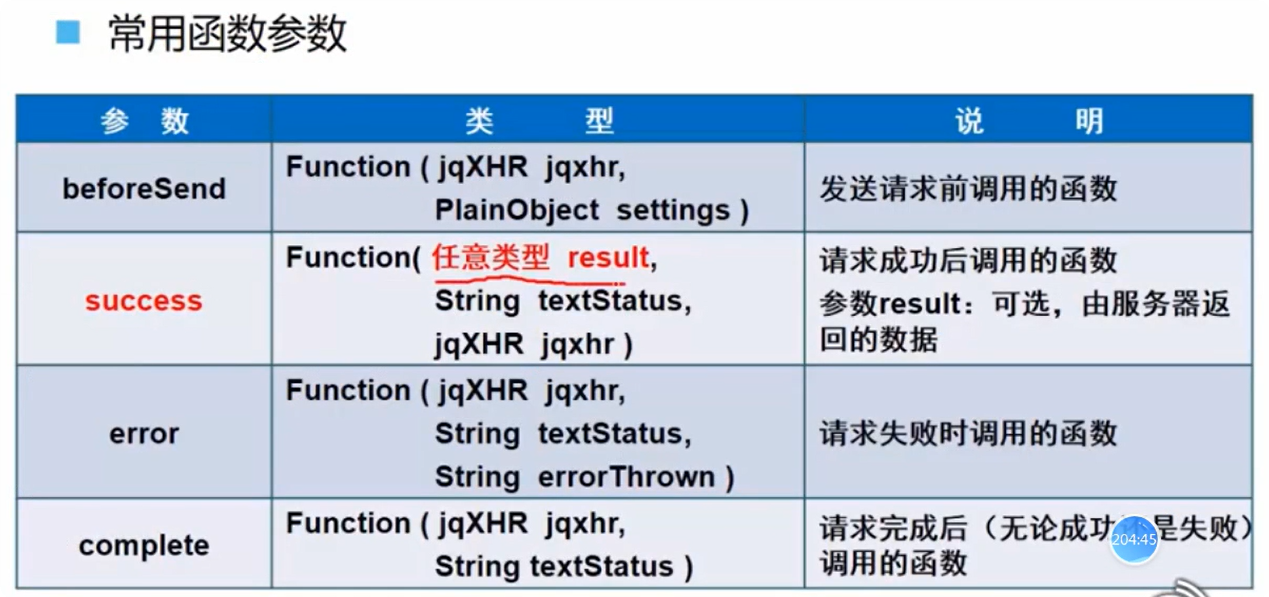 常用函数参数
参 数 类 型 说 明
beforeSend
Function ( jqXHR jqxhr,
PlainObject settings )
发送请求前调用的函数
success
Function( 任意类型 result,
String textStatus,
jqXHR jqxhr )
请求成功后调用的函数
参数result：可选，由服务器返
回的数据
error
Function ( jqXHR jqxhr,
String textStatus,
String errorThrown )
请求失败时调用的函数
complete
Function ( jqXHR jqxhr,
String textStatus )
请求完成后（无论成功还是失败）
调用的函数
204:45